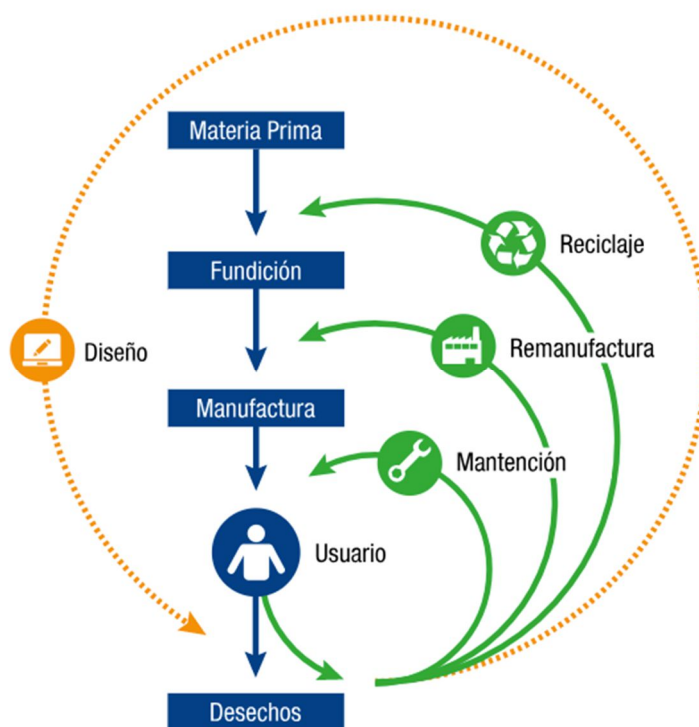 Materia Prima
Reciclaje
Fundición
Diseño
Remanufactura
Manufactura
Mantención
Usuario
Desechos